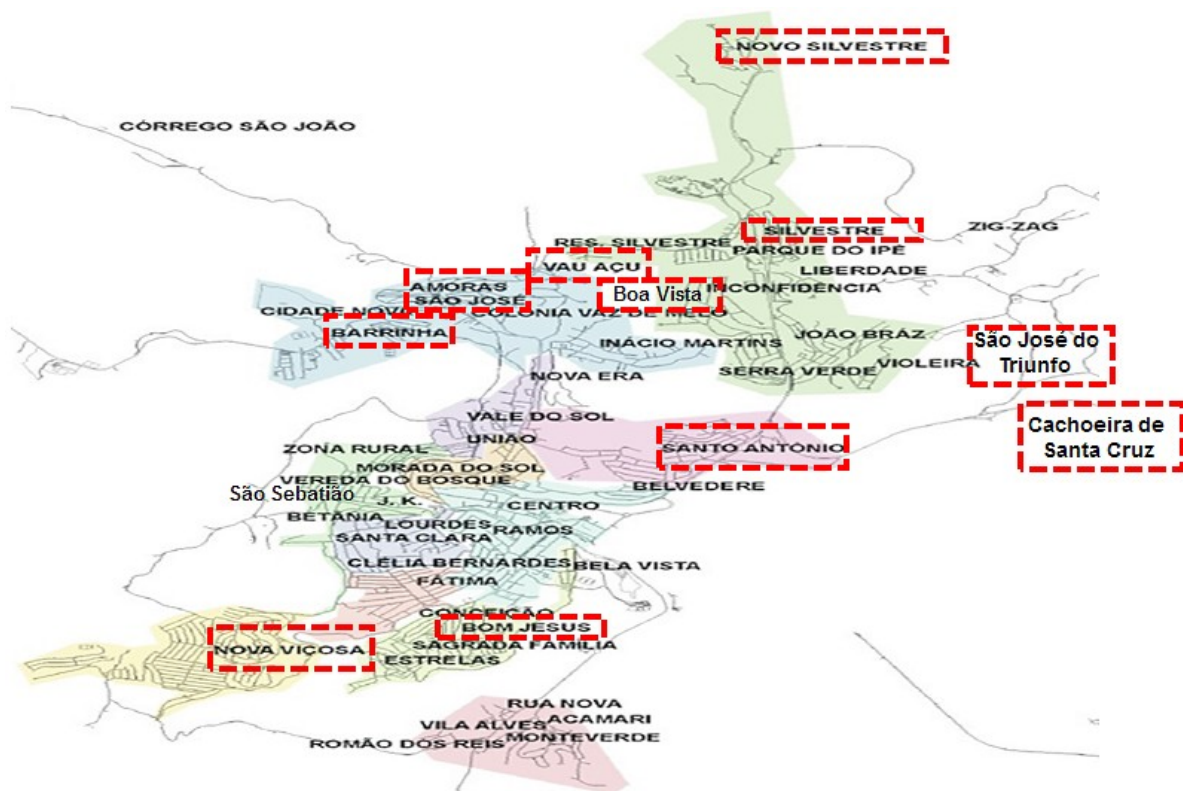 NOVO SILVESTRE
CÓRREGO SÃO JOÃO
SILVESTRE
ZIG-ZAG
RES. SILVESTRE
PARQUE DO IPÊ
VAU AÇU
LIBERDADE
AMORAS
SÃO JOSÉ
Boa Vista
INCONFIDÊNCIA
CIDADE NOVA
COLÔNIA VAZ DE MELO
BARRINHA
INÁCIO MARTINS
JOÃO BRÁZ
São José do
Triunfo
VIOLEIRA
SERRA VERDE
NOVA ERA
VALE DO SOL
Cachoeira de
Santa Cruz
UNIÃO
ZONA RURAL
SANTO ANTÔNIO
MORADA DO SOL
VEREDA DO BOSQUE
BELVEDERE
São Sebatião
J. K.
CENTRO
BETÂNIA
LOURDES
RAMOS
SANTA CLARA
CLÉLIA BERNARDES
BELA VISTA
FÁTIMA
CONCEIÇÃO
BOM JESUS
NOVA VIÇOSA
SAGRADA FAMÍLIA
ESTRELAS
RUA NOVA
VILA ALVES
ACAMARI
ROMÃO DOS REIS
MONTEVERDE